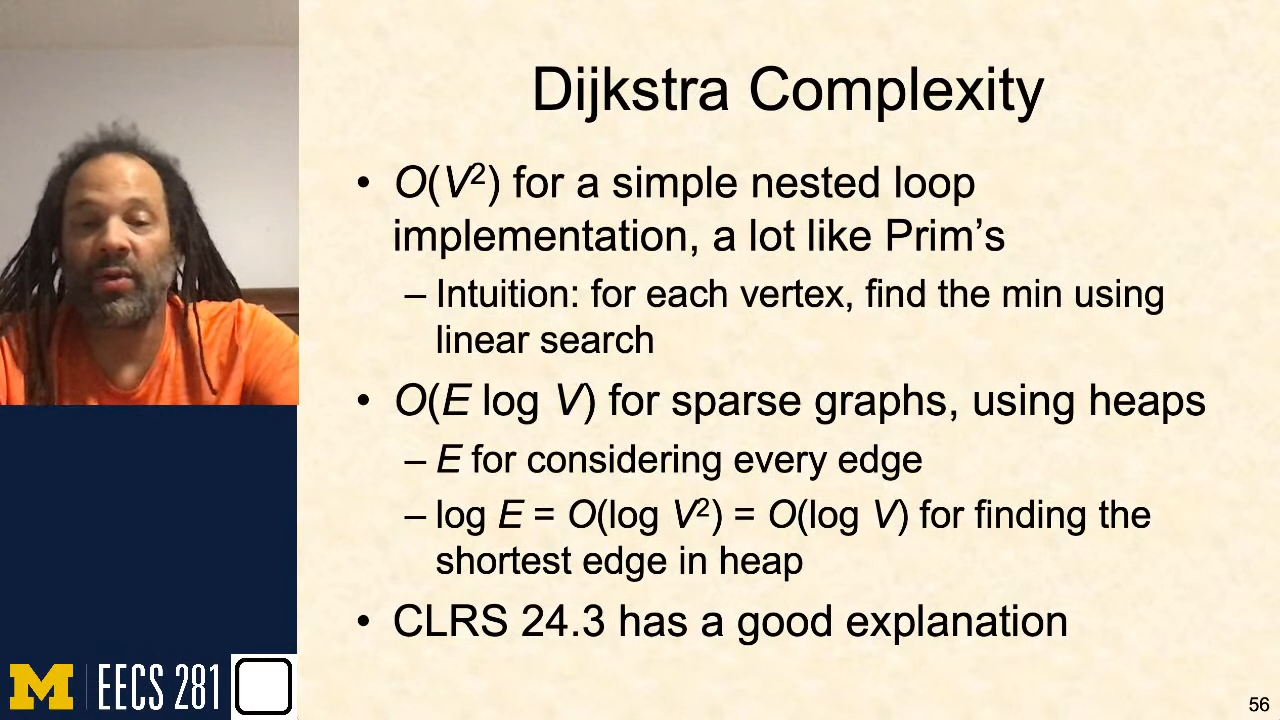 Dijkstra Complexity
• O(V²) for a simple nested loop
implementation, a lot like Prim’s
– Intuition: for each vertex, find the min using
linear search
• O(E log V) for sparse graphs, using heaps
– E for considering every edge
– log E = O(log V²) = O(log V) for finding the
shortest edge in heap
• CLRS 24.3 has a good explanation
M EECS 281
56